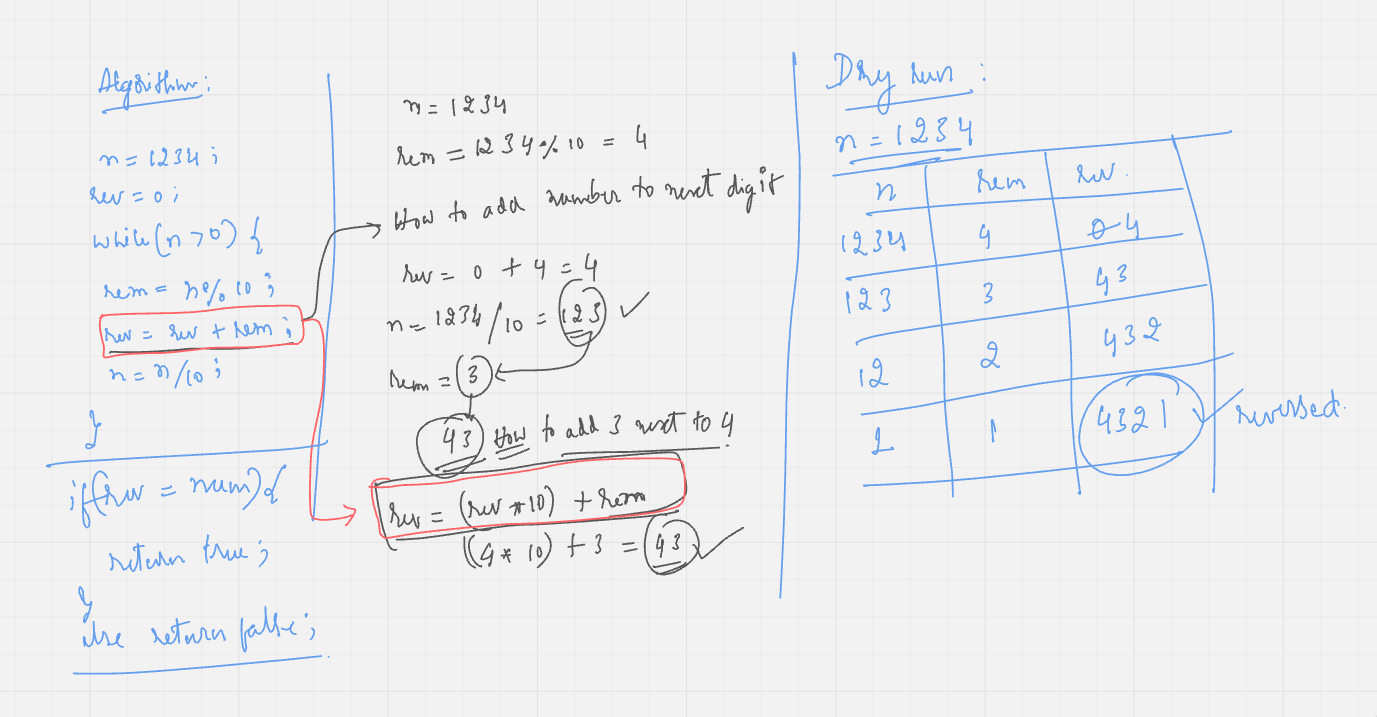 Algorithm:
n = 1234;
rev = 0;
while(n>0) {
rem = n % 10;
rev = rev + rem;
n = n/10;
}
if(rev = num){
return true;
}
else return false;
n = 1234
rem = 1234 % 10 = 4
How to add number to next digit
rev = 0 + 4 = 4
n = 1234/10 = 123
rem = 3
43 How to add 3 next to 4
rev = (rev * 10) + rem
(4 * 10) + 3 = 43
Dry run:
n = 1234
n rem rev.
1234 4 0 4
123 3 43
12 2 432
1 1 4321 reversed.